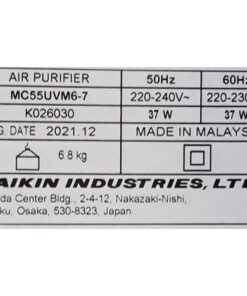 AIR PURIFIER 50Hz 60Hz
MC55UVM6-7 220-240V~ 220-230
K026030 37 W 37 W
G. DATE 2021.12 MADE IN MALAYS
6.8 kg
AIKIN INDUSTRIES, LT
da Center Bldg., 2-4-12, Nakazaki-Nishi,
ku, Osaka, 530-8323, Japan